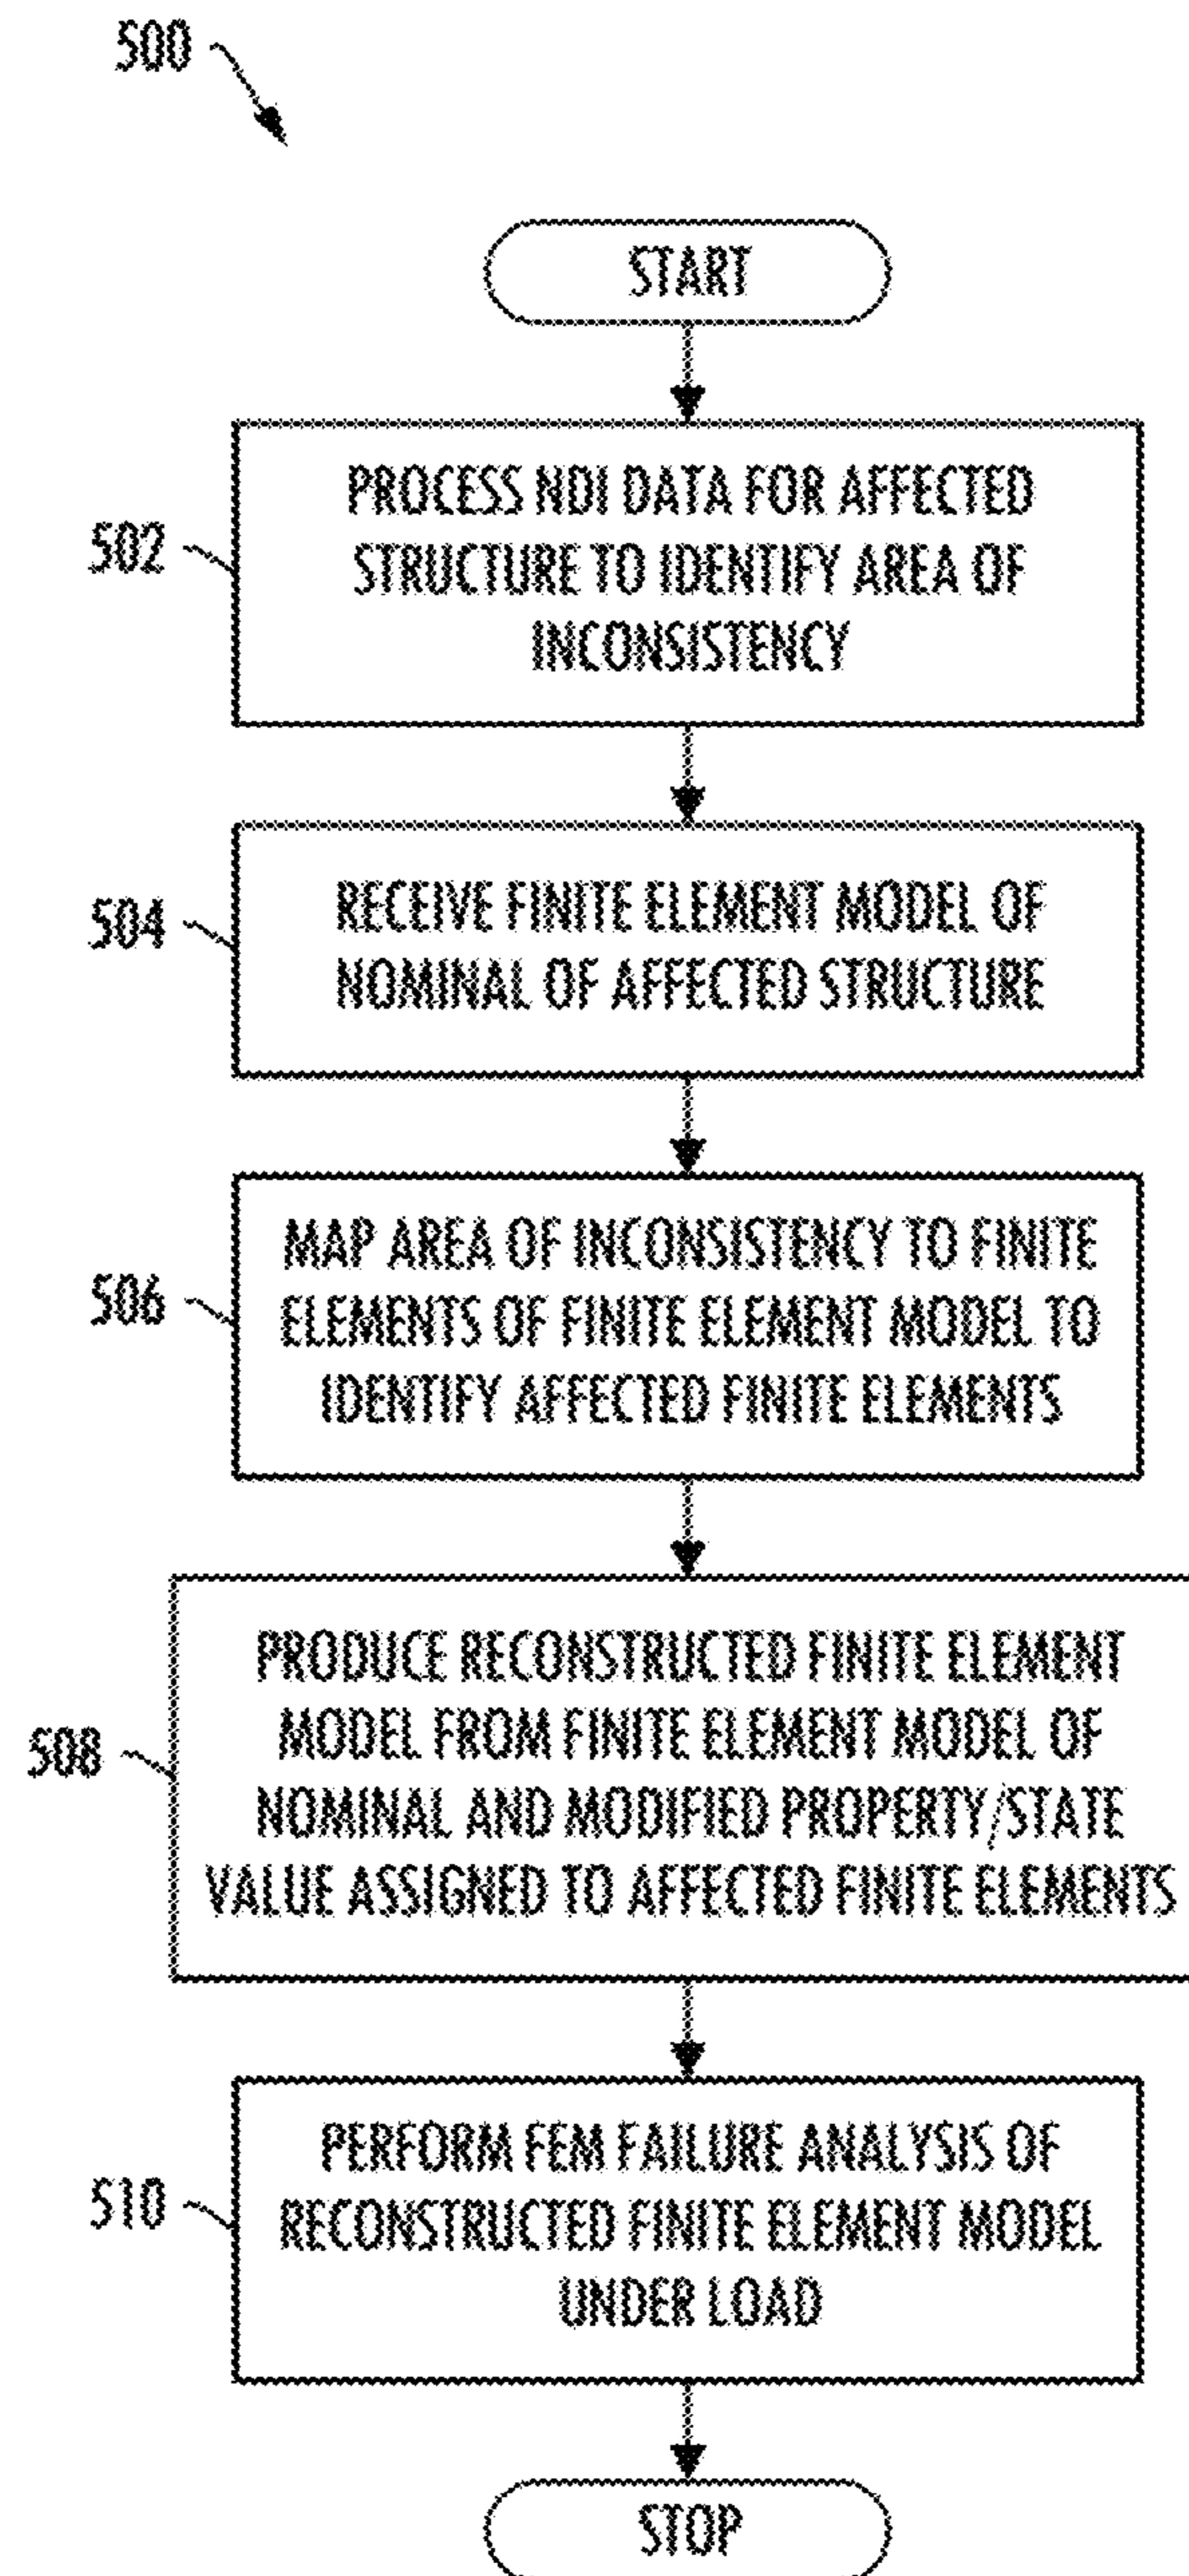 500
START
502
PROCESS NDI DATA FOR AFFECTED
STRUCTURE TO IDENTIFY AREA OF
INCONSISTENCY
504
RECEIVE FINITE ELEMENT MODEL OF
NOMINAL OF AFFECTED STRUCTURE
506
MAP AREA OF INCONSISTENCY TO FINITE
ELEMENTS OF FINITE ELEMENT MODEL TO
IDENTIFY AFFECTED FINITE ELEMENTS
508
PRODUCE RECONSTRUCTED FINITE ELEMENT
MODEL FROM FINITE ELEMENT MODEL OF
NOMINAL AND MODIFIED PROPERTY/STATE
VALUE ASSIGNED TO AFFECTED FINITE ELEMENTS
510
PERFORM FEM FAILURE ANALYSIS OF
RECONSTRUCTED FINITE ELEMENT MODEL
UNDER LOAD
STOP